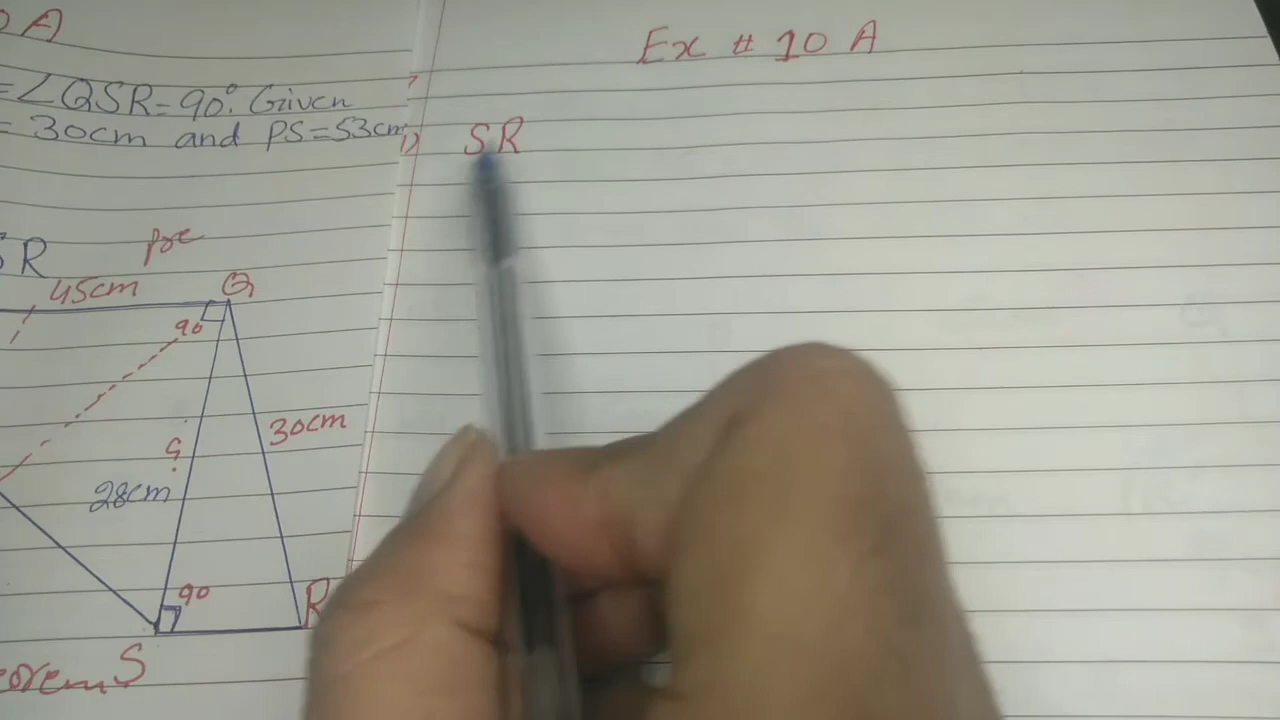 A
=∠QSR=90°. Given
= 30cm and PS=53cm
SR
45cm
Q
90
28cm
30cm
90
R
S
Ex # 10 A
i) SR